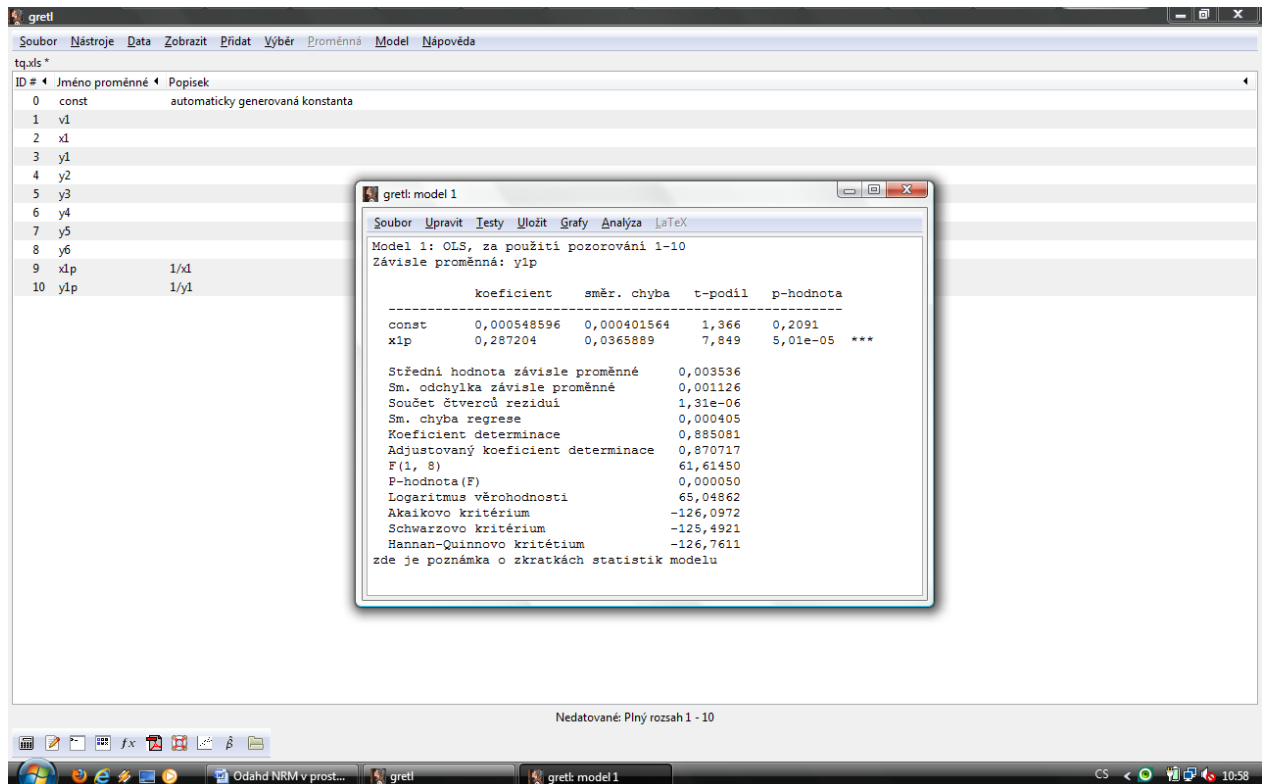 gretl
Soubor Nástroje Data Zobrazit Přidat Výběr Proměnná Model Nápověda
tq.xls *
ID # Jméno proměnné Popisek
0 const automaticky generovaná konstanta
1 v1
2 x1
3 y1
4 y2
5 y3
6 y4
7 y5
8 y6
9 x1p 1/x1
10 y1p 1/y1
gretl: model 1
Soubor Upravit Testy Uložit Grafy Analýza LaTeX
Model 1: OLS, za použití pozorování 1-10
Závisle proměnná: y1p
koeficient směr. chyba t-podíl p-hodnota
const 0,000548596 0,000401564 1,366 0,2091
x1p 0,287204 0,0365889 7,849 5,01e-05 ***
Střední hodnota závisle proměnné 0,003536
Sm. odchylka závisle proměnné 0,001126
Součet čtverců reziduí 1,31e-06
Sm. chyba regrese 0,000405
Koeficient determinace 0,885081
Adjustovaný koeficient determinace 0,870717
F(1, 8) 61,61450
P-hodnota(F) 0,000050
Logaritmus věrohodnosti 65,04862
Akaikovo kritérium -126,0972
Schwarzovo kritérium -125,4921
Hannan-Quinnovo kritétium -126,7611
zde je poznámka o zkratkách statistik modelu
Nedatované: Plný rozsah 1 - 10
fx β̂
Odahd NRM v prost... gretl gretl: model 1 CS 10:58